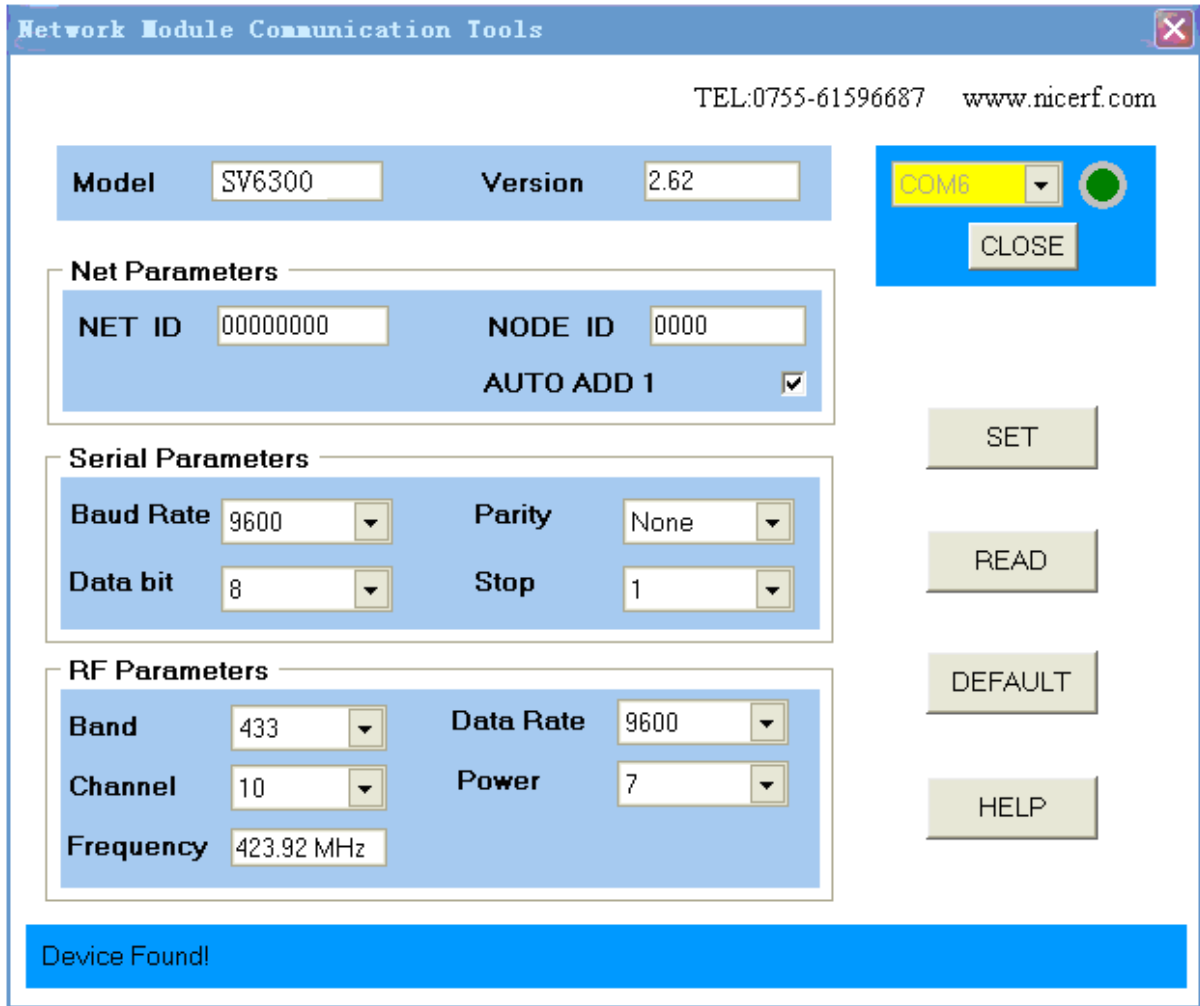 Network Module Communication Tools
TEL:0755-61596687 www.nicerf.com
Model SV6300 Version 2.62
COM6
CLOSE
Net Parameters
NET ID 00000000 NODE ID 0000
AUTO ADD 1
Serial Parameters
Baud Rate 9600 Parity None
Data bit 8 Stop 1
RF Parameters
Band 433 Data Rate 9600
Channel 10 Power 7
Frequency 423.92 MHz
SET
READ
DEFAULT
HELP
Device Found!